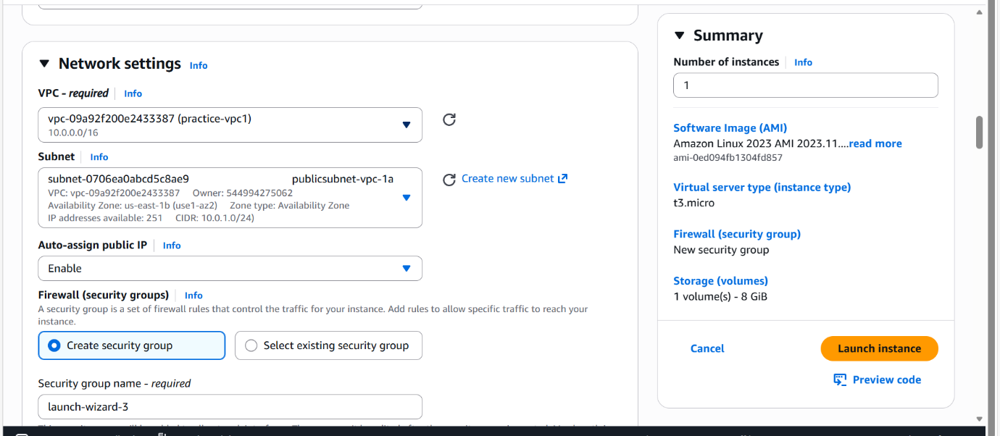 Network settings Info
VPC - required Info
vpc-09a92f200e2433387 (practice-vpc1)
10.0.0.0/16
Subnet Info
subnet-0706ea0abcd5c8ae9 publicsubnet-vpc-1a
VPC: vpc-09a92f200e2433387 Owner: 544994275062
Availability Zone: us-east-1b (use1-az2) Zone type: Availability Zone
IP addresses available: 251 CIDR: 10.0.1.0/24)
Create new subnet
Auto-assign public IP Info
Enable
Firewall (security groups) Info
A security group is a set of firewall rules that control the traffic for your instance. Add rules to allow specific traffic to reach your
instance.
Create security group
Select existing security group
Security group name - required
launch-wizard-3
Summary
Number of instances Info
1
Software Image (AMI)
Amazon Linux 2023 AMI 2023.11....read more
ami-0ed094fb1304fd857
Virtual server type (instance type)
t3.micro
Firewall (security group)
New security group
Storage (volumes)
1 volume(s) - 8 GiB
Cancel
Launch instance
Preview code